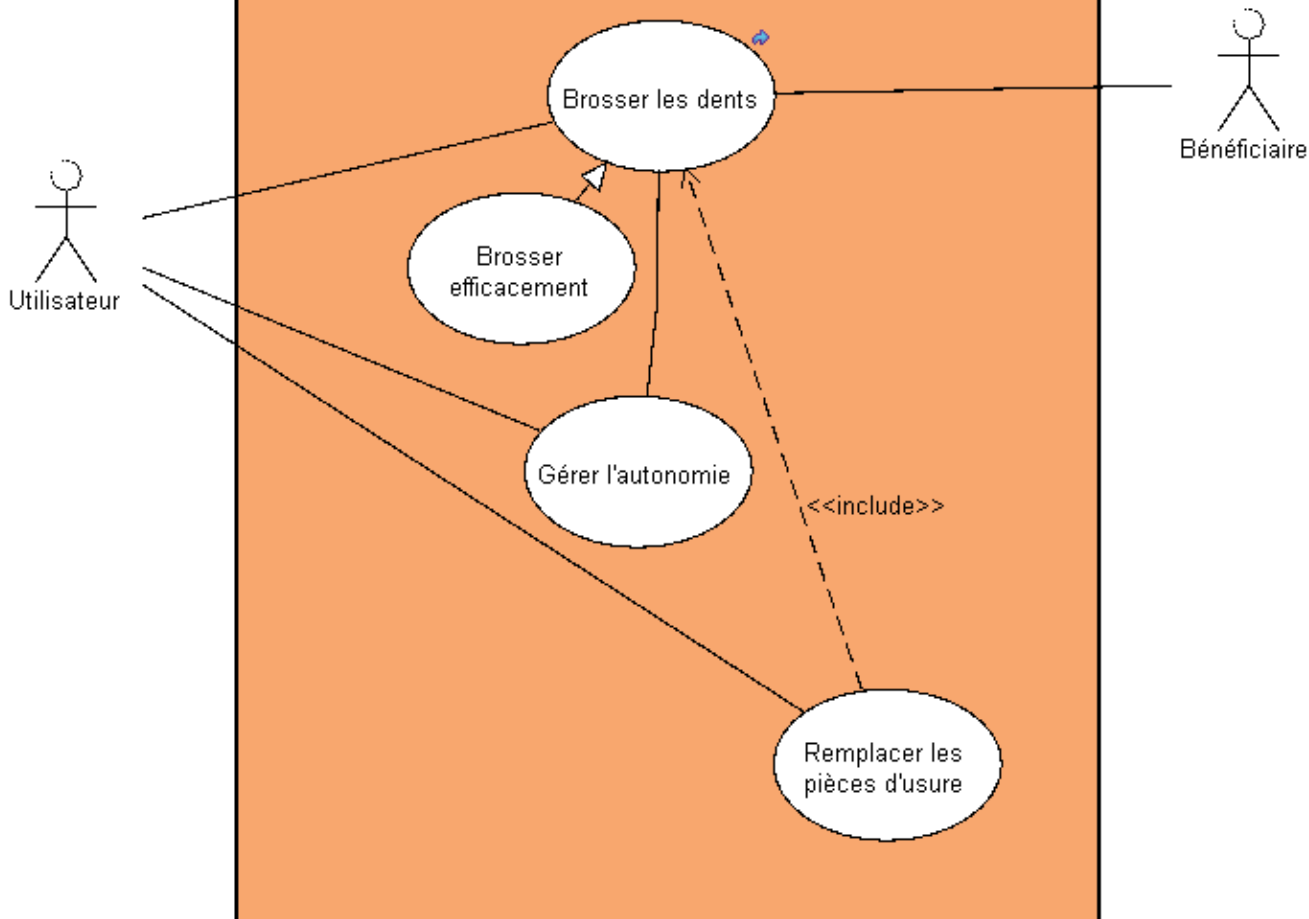 Brosser les dents
Bénéficiaire
Brosser
efficacement
Utilisateur
Gérer l'autonomie
<<include>>
Remplacer les
pièces d'usure